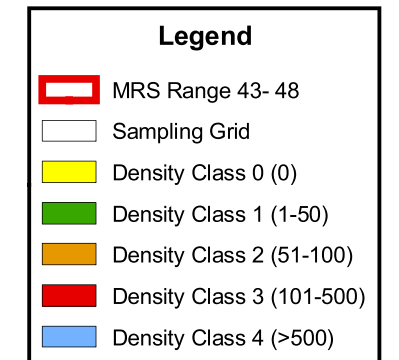 Legend
MRS Range 43- 48
Sampling Grid
Density Class 0 (0)
Density Class 1 (1-50)
Density Class 2 (51-100)
Density Class 3 (101-500)
Density Class 4 (>500)